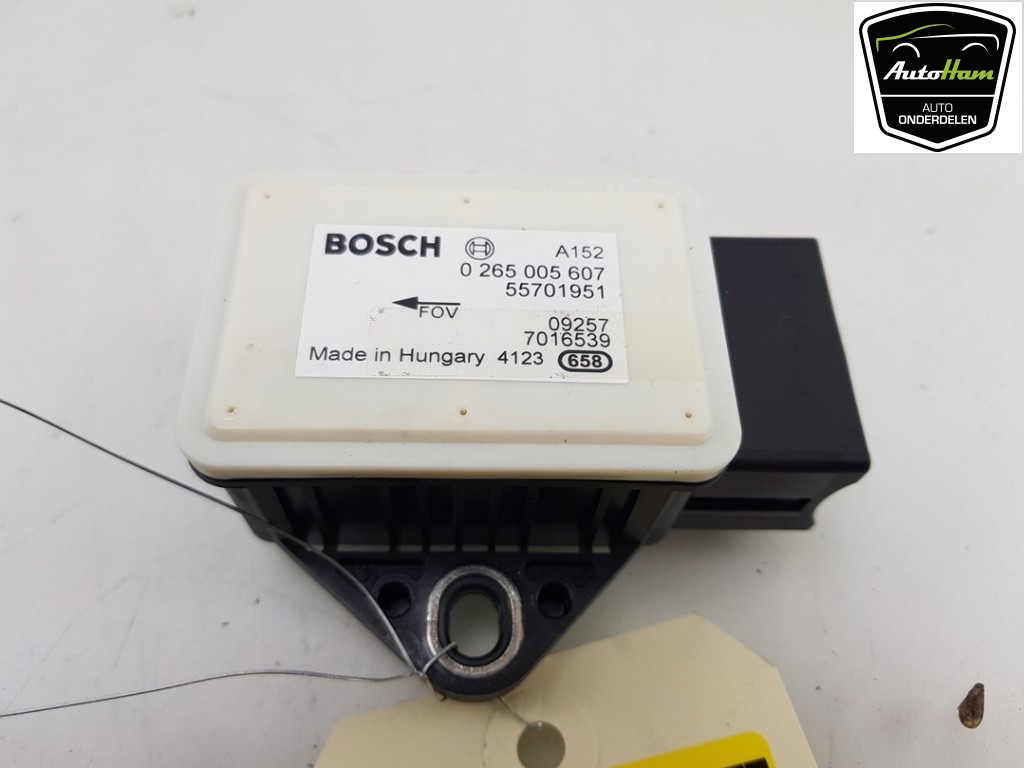 AutoHam
AUTO
ONDERDELEN
BOSCH A152
0 265 005 607
55701951
FOV
09257
7016539
Made in Hungary 4123 658